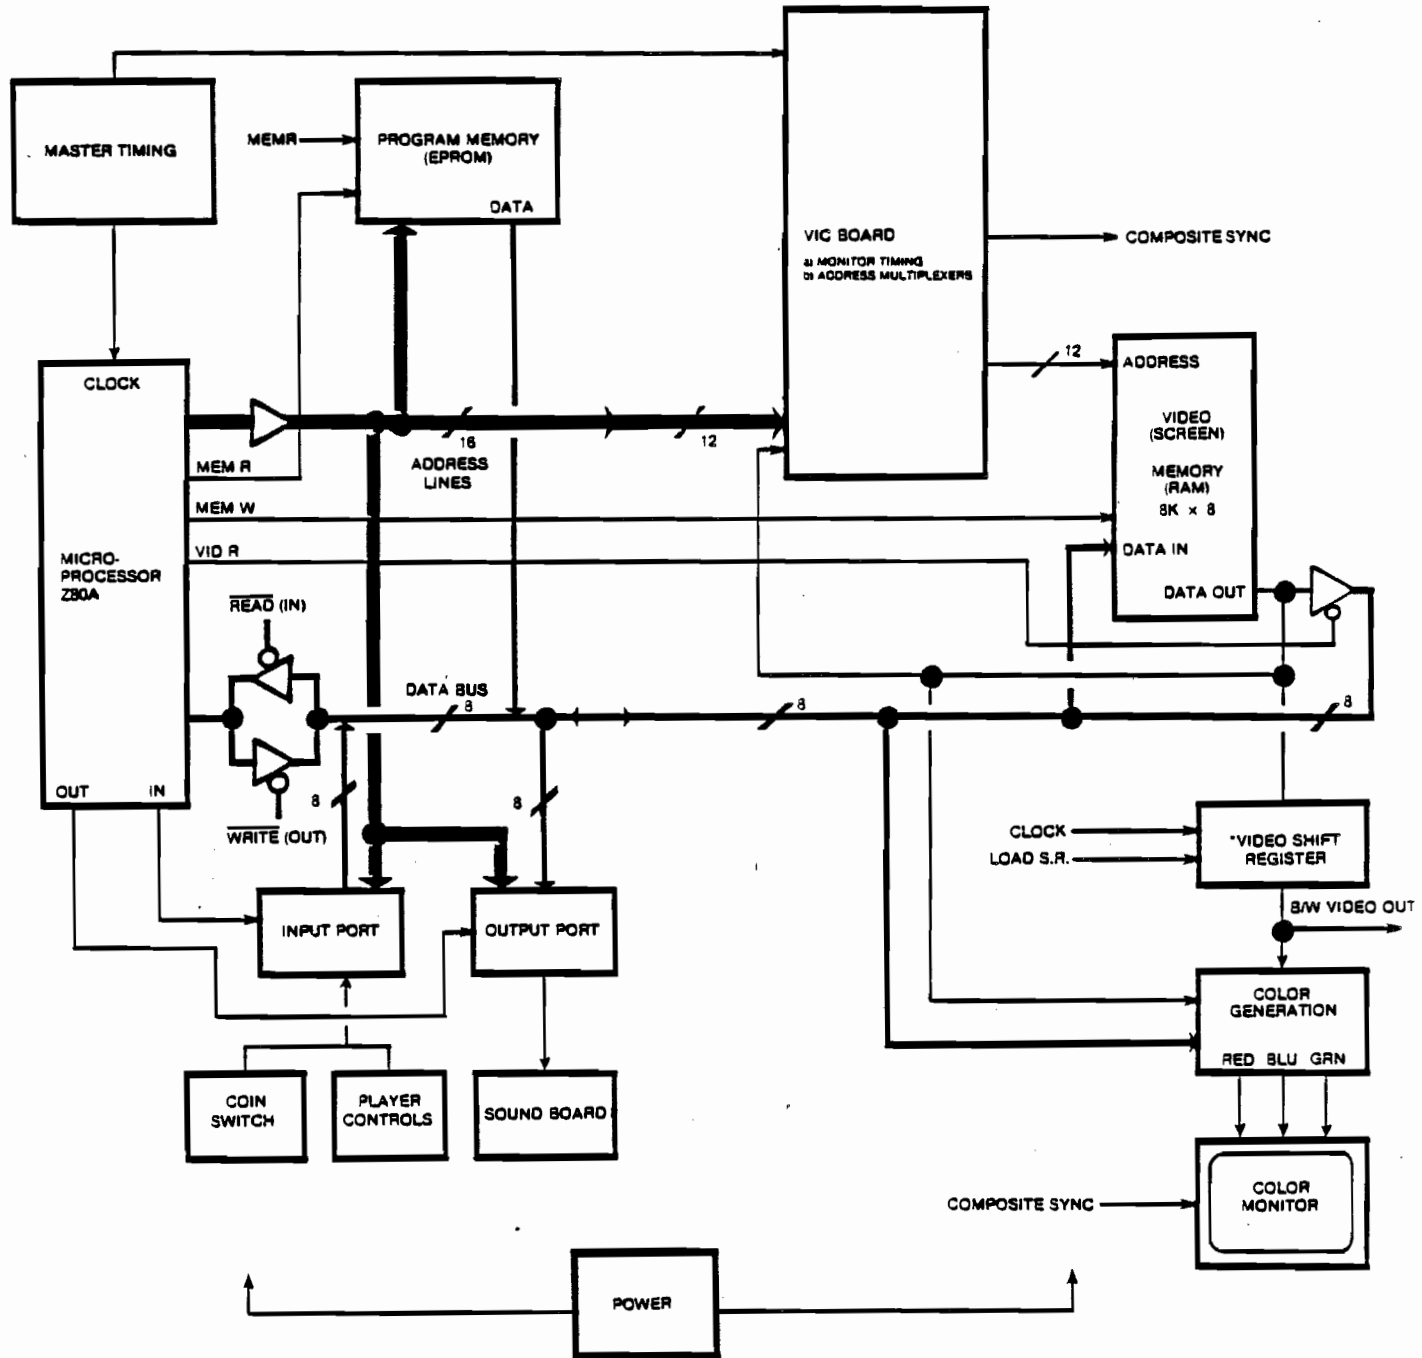 MASTER TIMING
MEMR
PROGRAM MEMORY
(EPROM)
DATA
VIC BOARD
a) MONITOR TIMING
b) ADDRESS MULTIPLEXERS
COMPOSITE SYNC
CLOCK
16
12
ADDRESS
LINES
12
ADDRESS
VIDEO
(SCREEN)
MEMORY
(RAM)
8K × 8
DATA IN
DATA OUT
MEM R
MEM W
VID R
MICRO-
PROCESSOR
Z80A
READ (IN)
DATA BUS
8
8
8
OUT
IN
WRITE (OUT)
8
8
CLOCK
LOAD S.R.
*VIDEO SHIFT
REGISTER
B/W VIDEO OUT
INPUT PORT
OUTPUT PORT
COLOR
GENERATION
RED BLU GRN
COIN
SWITCH
PLAYER
CONTROLS
SOUND BOARD
COMPOSITE SYNC
COLOR
MONITOR
POWER